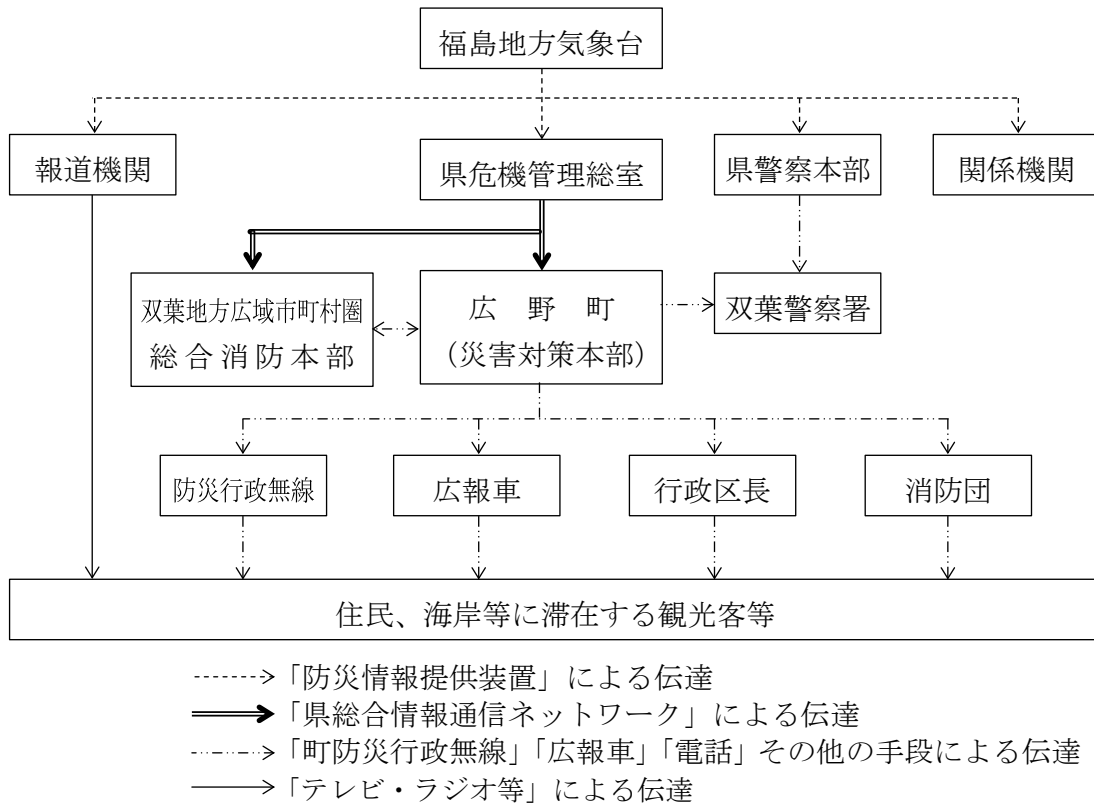 福島地方気象台
報道機関
県危機管理総室
県警察本部
関係機関
双葉地方広域市町村圏
総合消防本部
広野町
（災害対策本部）
双葉警察署
防災行政無線
広報車
行政区長
消防団
住民、海岸等に滞在する観光客等
「防災情報提供装置」による伝達
「県総合情報通信ネットワーク」による伝達
「町防災行政無線」「広報車」「電話」その他の手段による伝達
「テレビ・ラジオ等」による伝達